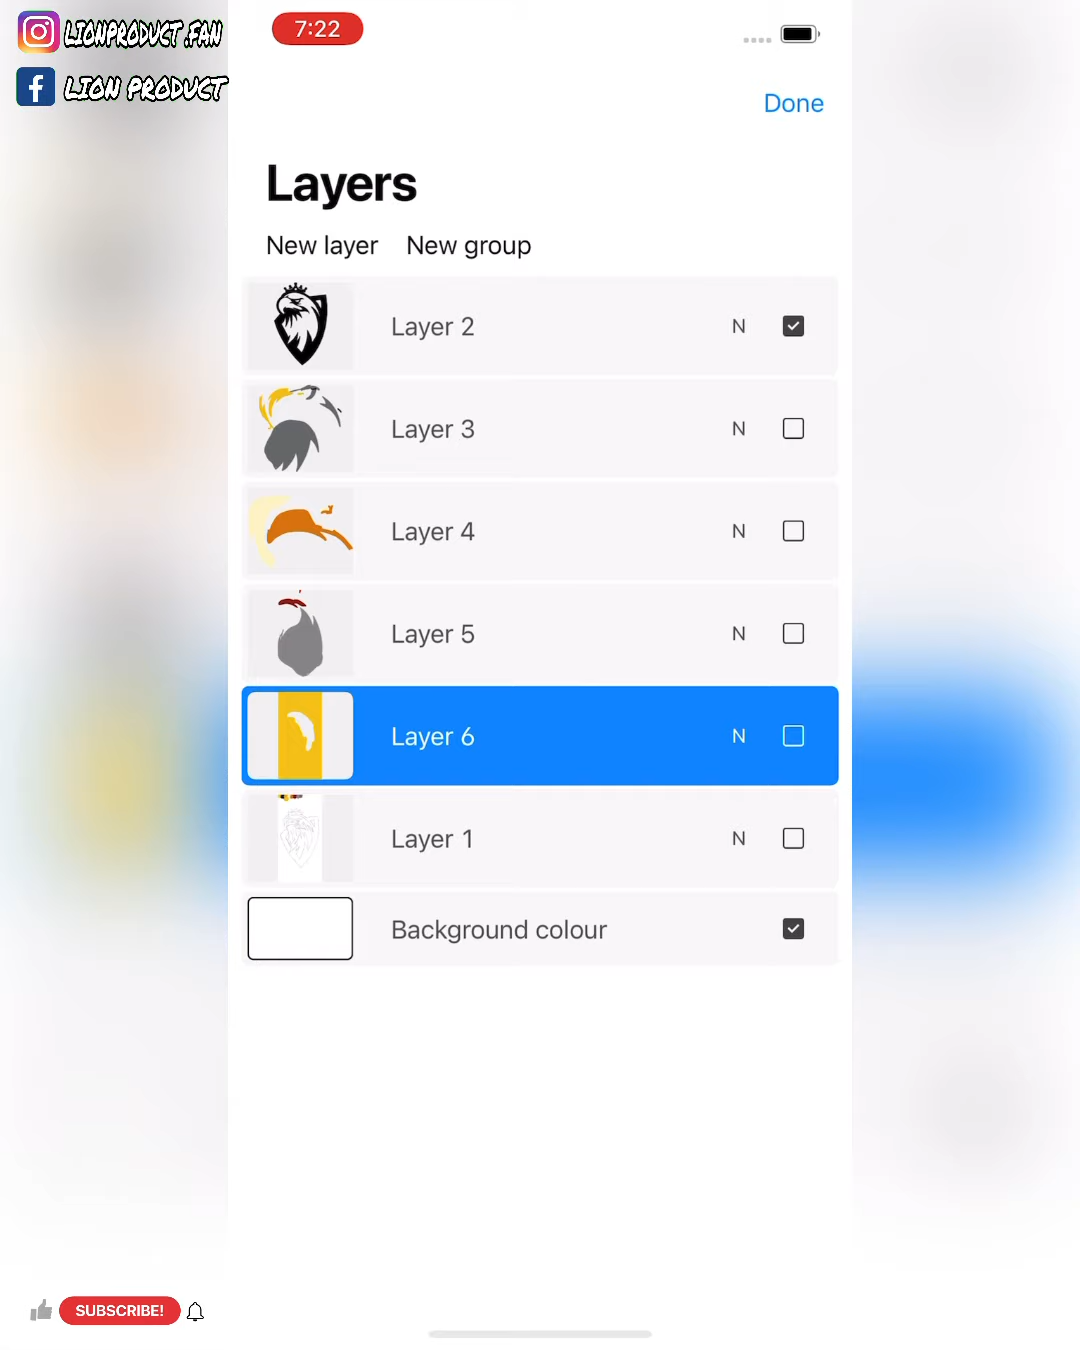 LIONPRODUCT.FAN
LION PRODUCT
7:22
Done
Layers
New layer New group
Layer 2 N
Layer 3 N
Layer 4 N
Layer 5 N
Layer 6 N
Layer 1 N
Background colour
SUBSCRIBE!